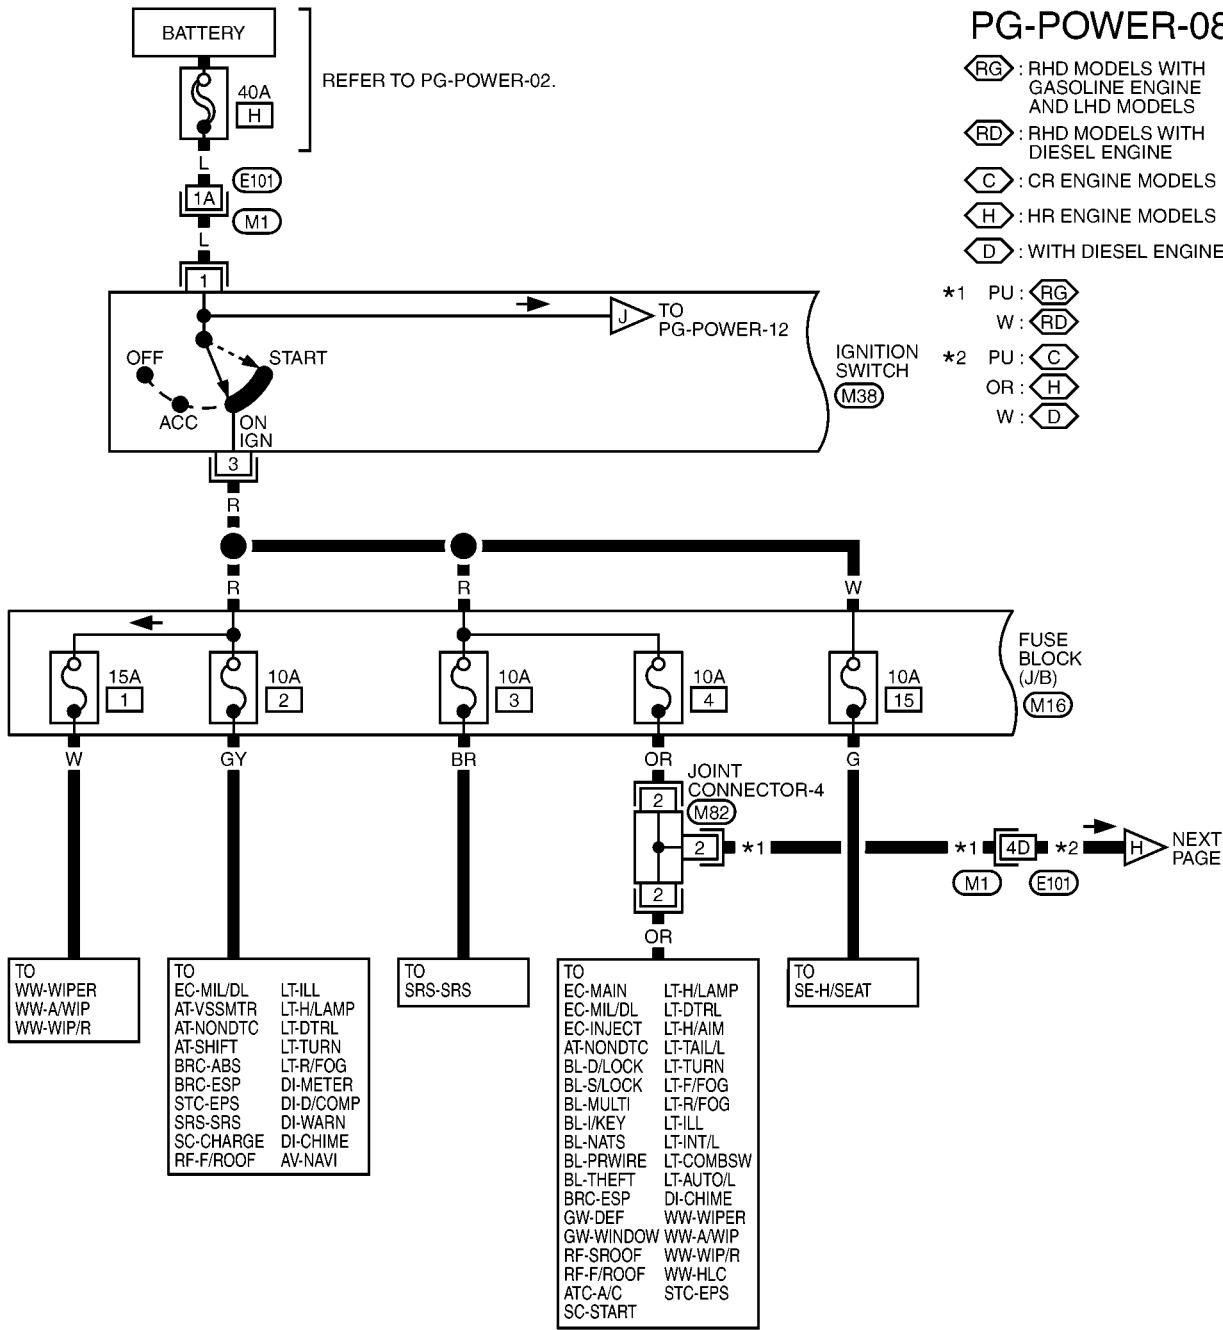 PG-POWER-08
BATTERY
REFER TO PG-POWER-02.
40A
H
L
E101
1A
M1
L
1
RG : RHD MODELS WITH
GASOLINE ENGINE
AND LHD MODELS
RD : RHD MODELS WITH
DIESEL ENGINE
C : CR ENGINE MODELS
H : HR ENGINE MODELS
D : WITH DIESEL ENGINE
*1 PU : RG
W : RD
*2 PU : C
OR : H
W : D
J
TO
PG-POWER-12
OFF
START
ACC
ON
IGN
IGNITION
SWITCH
M38
3
R
R
R
W
15A
1
10A
2
10A
3
10A
4
10A
15
FUSE
BLOCK
(J/B)
M16
W
GY
BR
OR
G
JOINT
CONNECTOR-4
M82
2
2
*1
*1
4D
*2
H
NEXT
PAGE
M1
E101
2
OR
TO
WW-WIPER
WW-A/WIP
WW-WIP/R
TO
EC-MIL/DL LT-ILL
AT-VSSMTR LT-H/LAMP
AT-NONDTC LT-DTRL
AT-SHIFT LT-TURN
BRC-ABS LT-R/FOG
BRC-ESP DI-METER
STC-EPS DI-D/COMP
SRS-SRS DI-WARN
SC-CHARGE DI-CHIME
RF-F/ROOF AV-NAVI
TO
SRS-SRS
TO
EC-MAIN LT-H/LAMP
EC-MIL/DL LT-DTRL
EC-INJECT LT-H/AIM
AT-NONDTC LT-TAIL/L
BL-D/LOCK LT-TURN
BL-S/LOCK LT-F/FOG
BL-MULTI LT-R/FOG
BL-I/KEY LT-ILL
BL-NATS LT-INT/L
BL-PRWIRE LT-COMBSW
BL-THEFT LT-AUTO/L
BRC-ESP DI-CHIME
GW-DEF WW-WIPER
GW-WINDOW WW-A/WIP
RF-SROOF WW-WIP/R
RF-F/ROOF WW-HLC
ATC-A/C STC-EPS
SC-START
TO
SE-H/SEAT